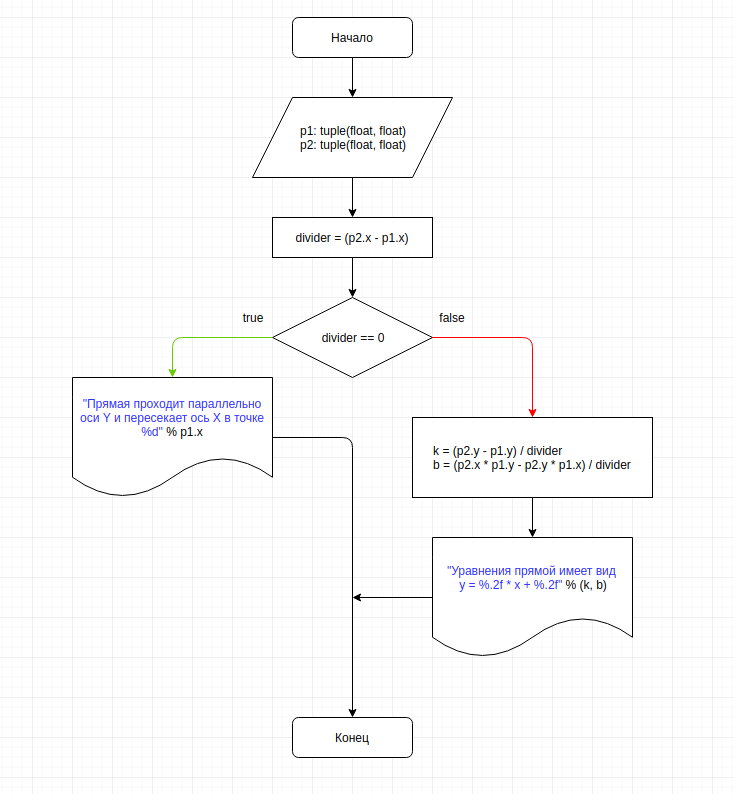 Начало
p1: tuple(float, float)
p2: tuple(float, float)
divider = (p2.x - p1.x)
true
false
divider == 0
"Прямая проходит параллельно
оси Y и пересекает ось X в точке
%d" % p1.x
k = (p2.y - p1.y) / divider
b = (p2.x * p1.y - p2.y * p1.x) / divider
"Уравнения прямой имеет вид
y = %.2f * x + %.2f" % (k, b)
Конец